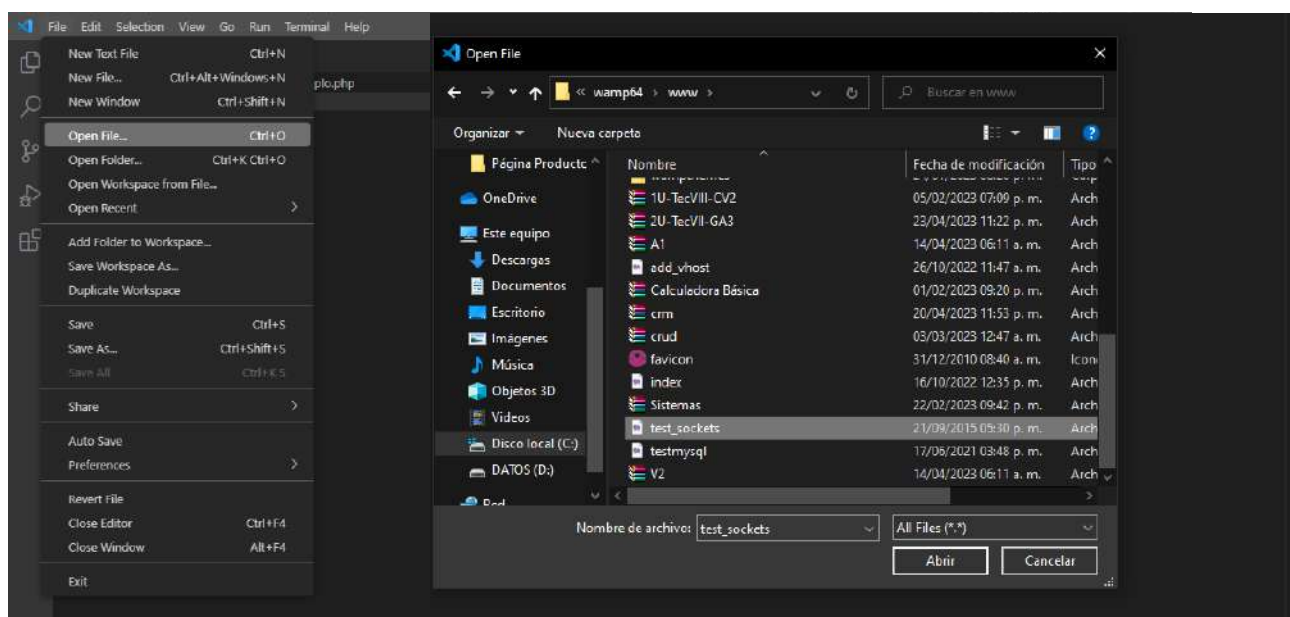 File Edit Selection View Go Run Terminal Help
New Text File Ctrl+N
New File... Ctrl+Alt+Windows+N
New Window Ctrl+Shift+N
Open File... Ctrl+O
Open Folder... Ctrl+K Ctrl+O
Open Workspace from File...
Open Recent
Add Folder to Workspace...
Save Workspace As...
Duplicate Workspace
Save Ctrl+S
Save As... Ctrl+Shift+S
Save All Ctrl+K S
Share
Auto Save
Preferences
Revert File
Close Editor Ctrl+F4
Close Window Alt+F4
Exit
plo.php
Open File
« wamp64 > www >
Buscar en www
Organizar Nueva carpeta
Página Productc
OneDrive
Este equipo
Descargas
Documentos
Escritorio
Imágenes
Música
Objetos 3D
Videos
Disco local (C:)
DATOS (D:)
Red
Nombre Fecha de modificación Tipo
1U-TecVIII-CV2 05/02/2023 07:09 p. m. Arch
2U-TecVII-GA3 23/04/2023 11:22 p. m. Arch
A1 14/04/2023 06:11 a. m. Arch
add_vhost 26/10/2022 11:47 a. m. Arch
Calculadora Básica 01/02/2023 09:20 p. m. Arch
crm 20/04/2023 11:53 p. m. Arch
crud 03/03/2023 12:47 a. m. Arch
favicon 31/12/2010 08:40 a. m. Icon
index 16/10/2022 12:35 p. m. Arch
Sistemas 22/02/2023 09:42 p. m. Arch
test_sockets 21/09/2015 05:30 p. m. Arch
testmysql 17/06/2021 03:48 p. m. Arch
V2 14/04/2023 06:11 a. m. Arch
Nombre de archivo: test_sockets All Files (*.*)
Abrir Cancelar